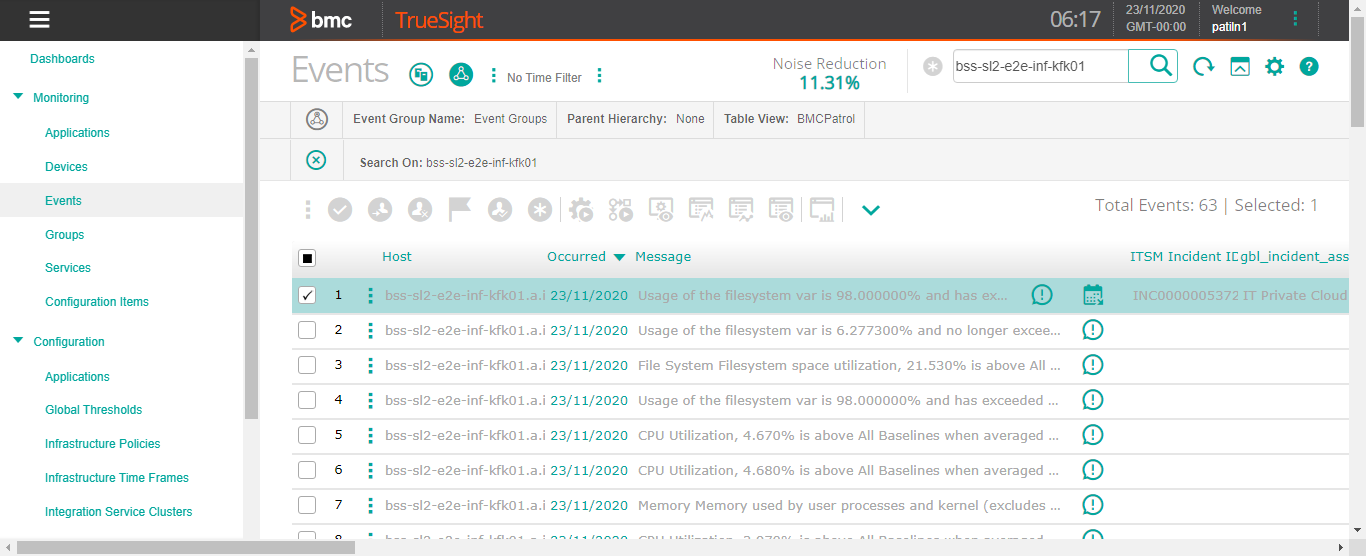 bmc TrueSight 06:17 23/11/2020 GMT-00:00 Welcome patiln1
Dashboards
Monitoring
Applications
Devices
Events
Groups
Services
Configuration Items
Configuration
Applications
Global Thresholds
Infrastructure Policies
Infrastructure Time Frames
Integration Service Clusters
Events No Time Filter Noise Reduction 11.31% bss-sl2-e2e-inf-kfk01
Event Group Name: Event Groups Parent Hierarchy: None Table View: BMCPatrol
Search On: bss-sl2-e2e-inf-kfk01
Total Events: 63 | Selected: 1
Host Occurred Message ITSM Incident ID gbl_incident_ass
1 bss-sl2-e2e-inf-kfk01.a.i 23/11/2020 Usage of the filesystem var is 98.000000% and has ex... INC0000005372 IT Private Cloud
2 bss-sl2-e2e-inf-kfk01.a.i 23/11/2020 Usage of the filesystem var is 6.277300% and no longer excee...
3 bss-sl2-e2e-inf-kfk01.a.i 23/11/2020 File System Filesystem space utilization, 21.530% is above All ...
4 bss-sl2-e2e-inf-kfk01.a.i 23/11/2020 Usage of the filesystem var is 98.000000% and has exceeded ...
5 bss-sl2-e2e-inf-kfk01.a.i 23/11/2020 CPU Utilization, 4.670% is above All Baselines when averaged ...
6 bss-sl2-e2e-inf-kfk01.a.i 23/11/2020 CPU Utilization, 4.680% is above All Baselines when averaged ...
7 bss-sl2-e2e-inf-kfk01.a.i 23/11/2020 Memory Memory used by user processes and kernel (excludes ...